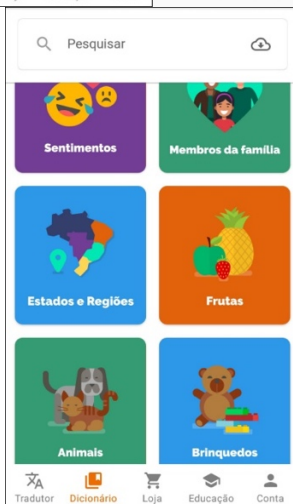 Pesquisar
Sentimentos
Membros da família
Estados e Regiões
Frutas
Animais
Brinquedos
Tradutor Dicionário Loja Educação Conta